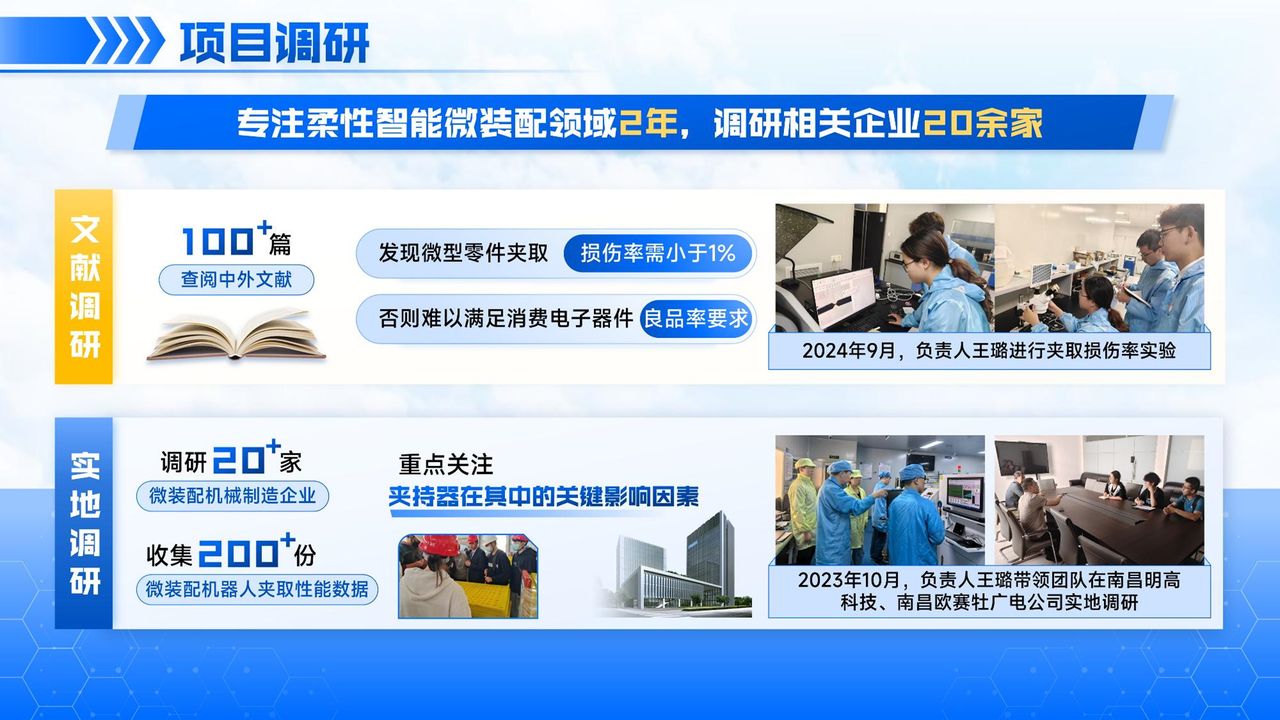 项目调研
专注柔性智能微装配领域2年，调研相关企业20余家
文献调研
100+篇
查阅中外文献
发现微型零件夹取 损伤率需小于1%
否则难以满足消费电子器件 良品率要求
2024年9月，负责人王璐进行夹取损伤率实验
实地调研
调研20+家
微装配机械制造企业
收集200+份
微装配机器人夹取性能数据
重点关注
夹持器在其中的关键影响因素
2023年10月，负责人王璐带领团队在南昌明高
科技、南昌欧赛牡广电公司实地调研